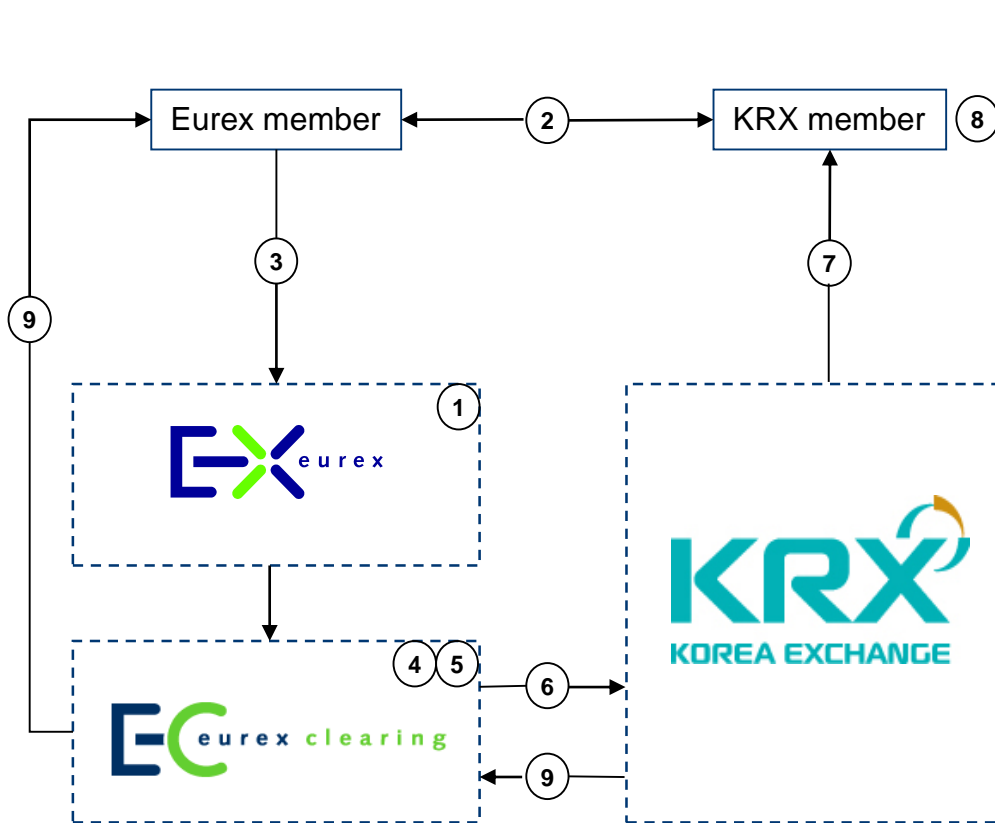 Eurex member
2
KRX member
8
3
7
9
1
eurex
KRX
KOREA EXCHANGE
4
5
6
eurex clearing
9